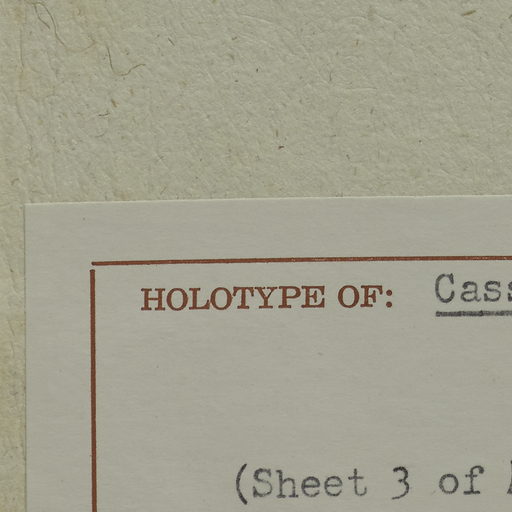 HOLOTYPE OF: Cass
(Sheet 3 of